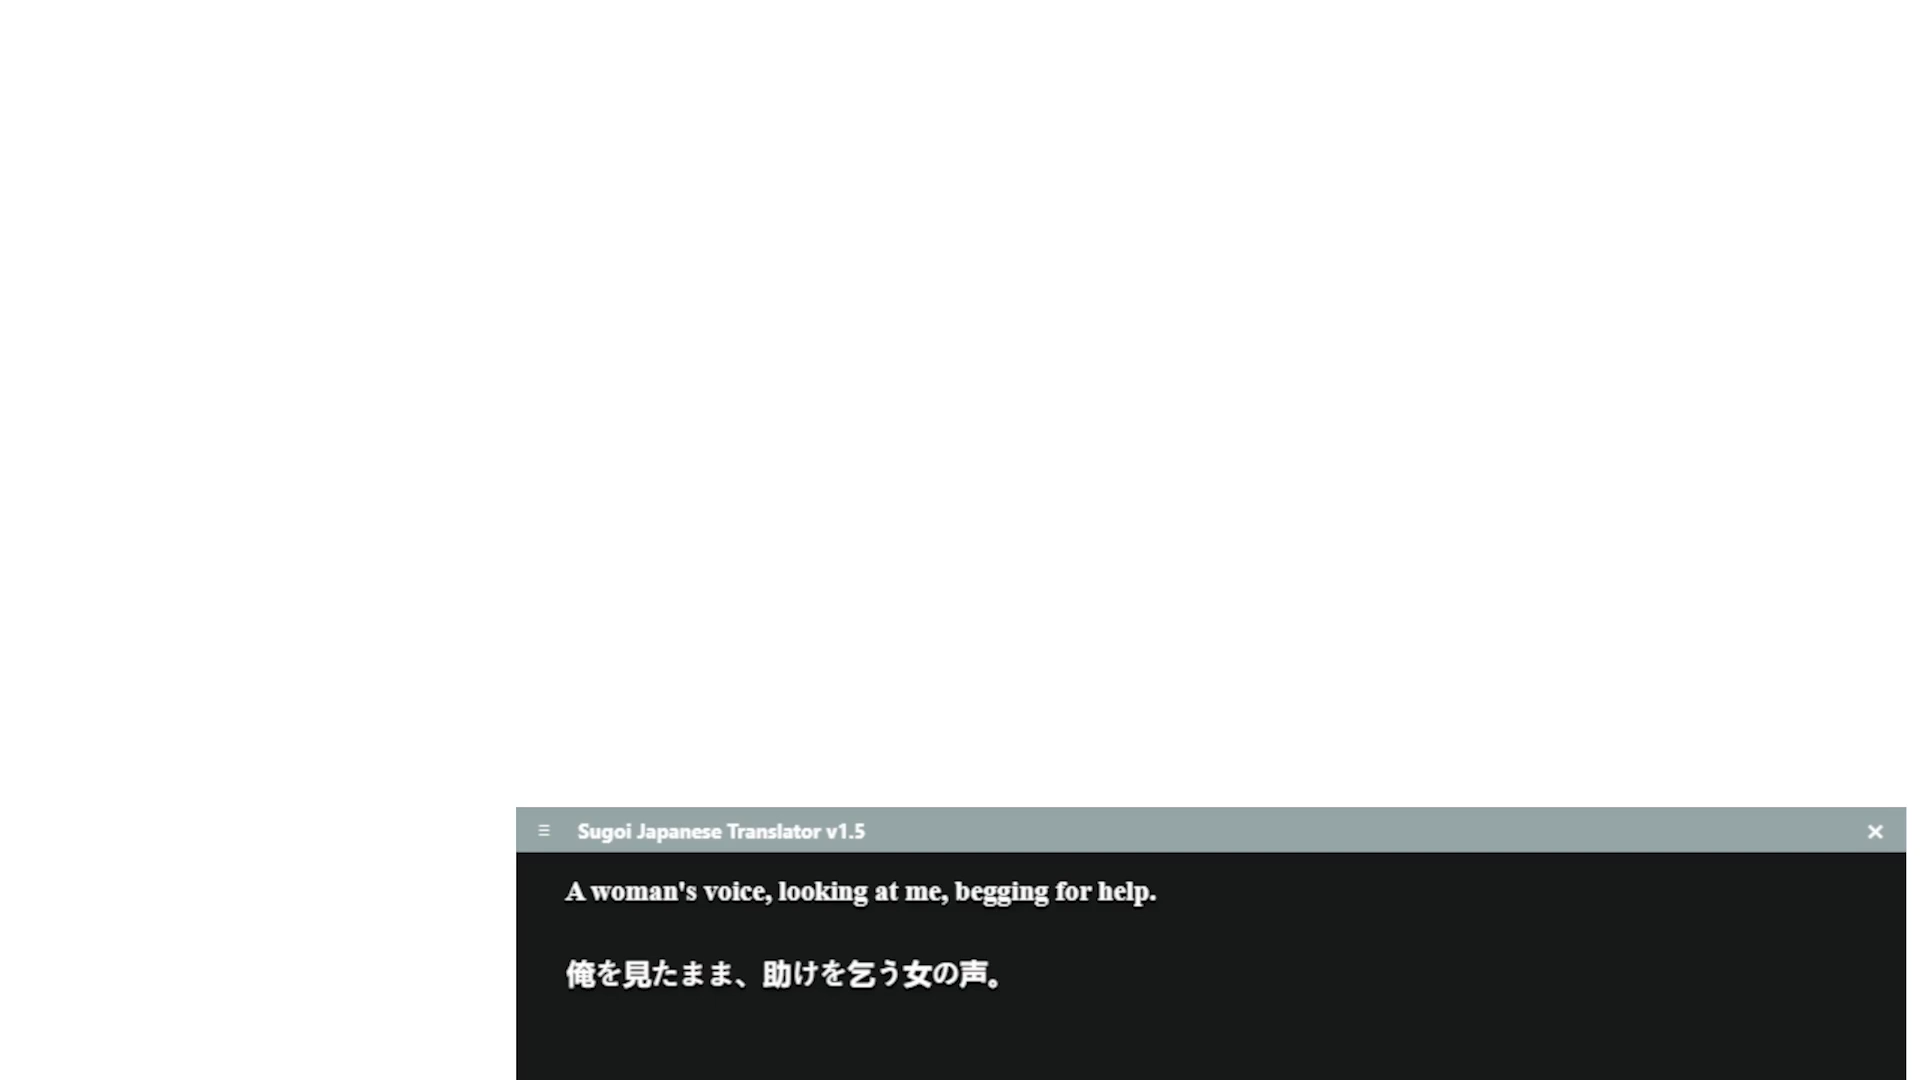 Sugoi Japanese Translator v1.5
A woman's voice, looking at me, begging for help.
俺を見たまま、助けを乞う女の声。